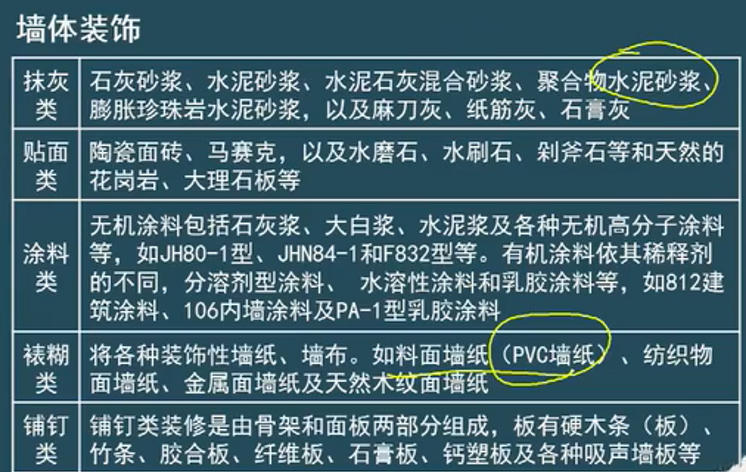 墙体装饰
抹灰类
石灰砂浆、水泥砂浆、水泥石灰混合砂浆、聚合物水泥砂浆、
膨胀珍珠岩水泥砂浆，以及麻刀灰、纸筋灰、石膏灰
贴面类
陶瓷面砖、马赛克，以及水磨石、水刷石、剁斧石等和天然的
花岗岩、大理石板等
涂料类
无机涂料包括石灰浆、大白浆、水泥浆及各种无机高分子涂料
等，如JH80-1型、JHN84-1和F832型等。有机涂料依其稀释剂
的不同，分溶剂型涂料、 水溶性涂料和乳胶涂料等，如812建
筑涂料、106内墙涂料及PA-1型乳胶涂料
裱糊类
将各种装饰性墙纸、墙布。如料面墙纸（PVC墙纸）、纺织物
面墙纸、金属面墙纸及天然木纹面墙纸
铺钉类
铺钉类装修是由骨架和面板两部分组成，板有硬木条（板）、
竹条、胶合板、纤维板、石膏板、钙塑板及各种吸声墙板等